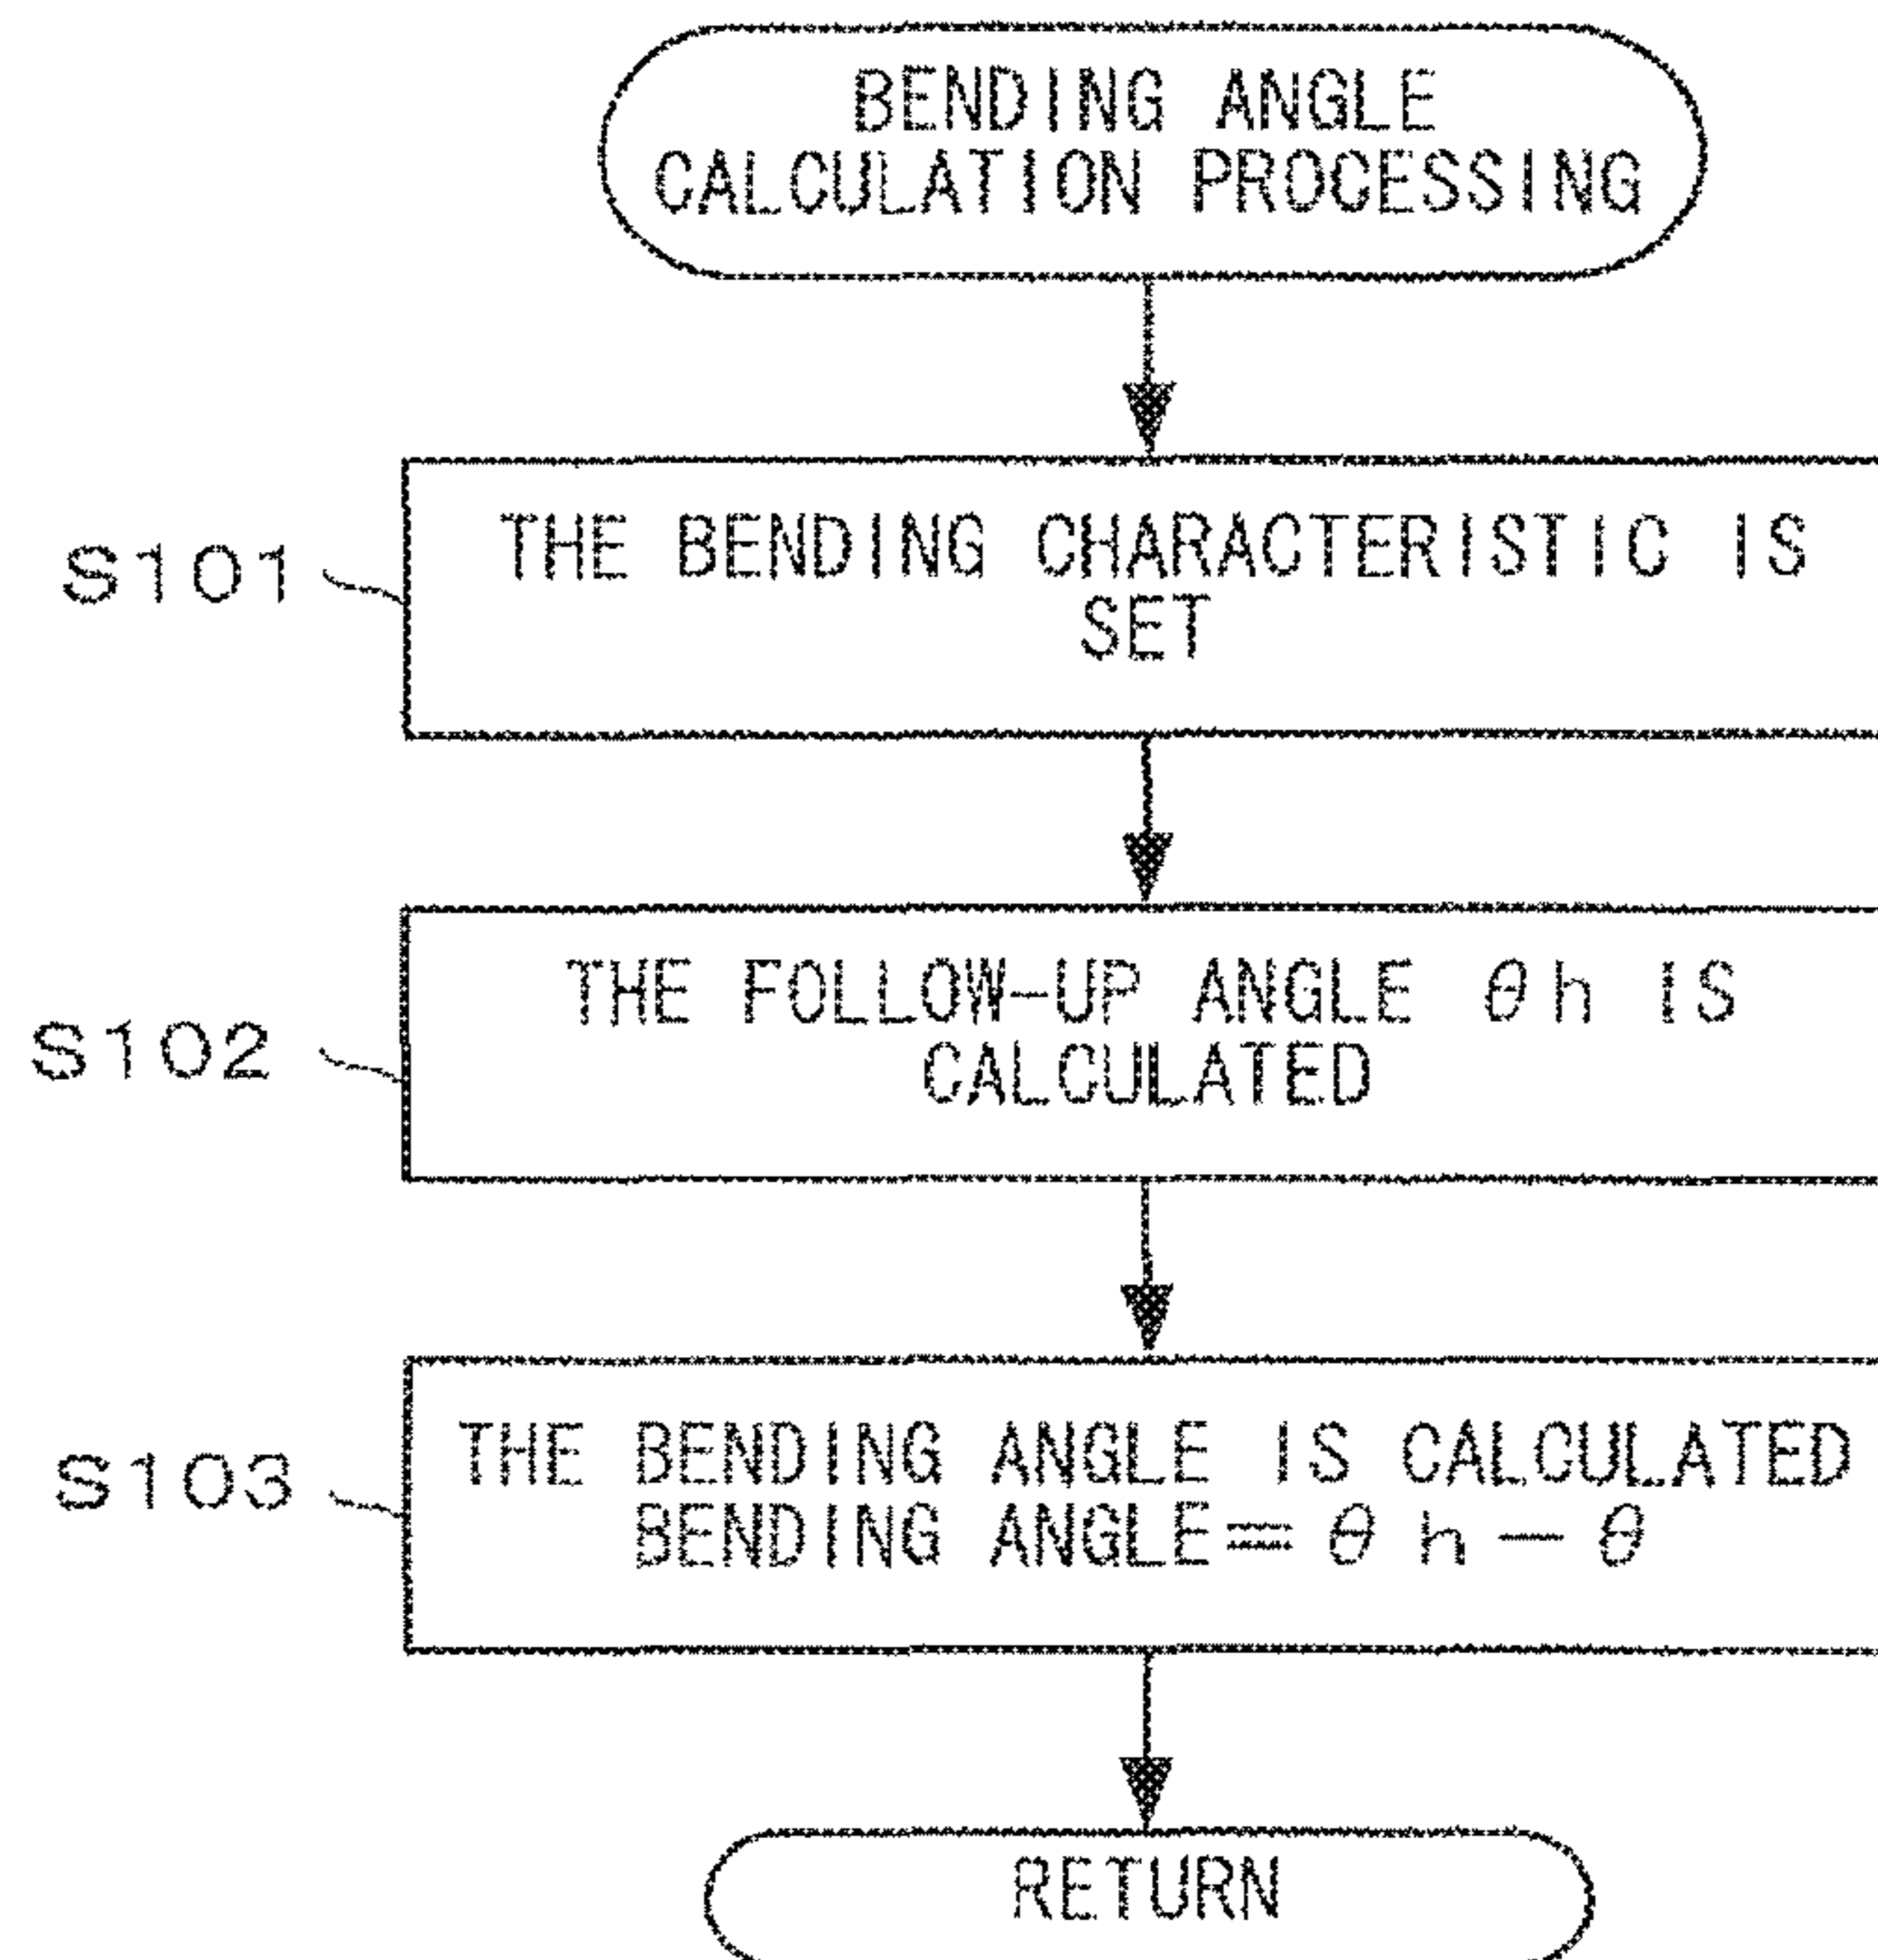 BENDING ANGLE
CALCULATION PROCESSING
S101
THE BENDING CHARACTERISTIC IS
SET
S102
THE FOLLOW-UP ANGLE θh IS
CALCULATED
S103
THE BENDING ANGLE IS CALCULATED
BENDING ANGLE=θh-θ
RETURN